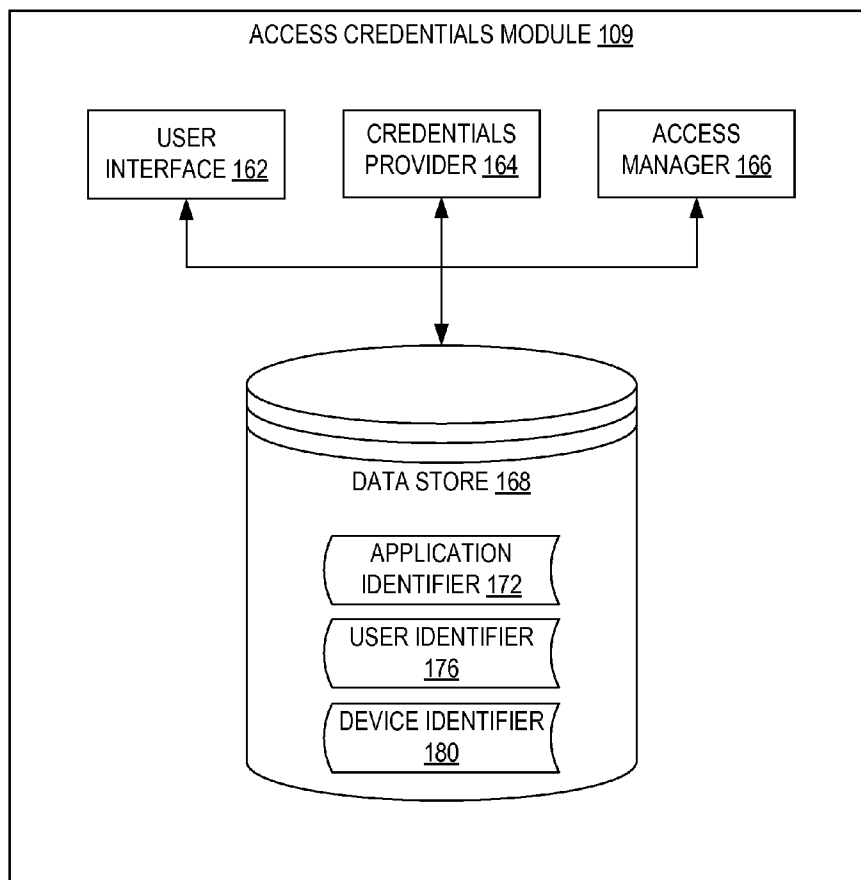 ACCESS CREDENTIALS MODULE 109
USER
INTERFACE 162
CREDENTIALS
PROVIDER 164
ACCESS
MANAGER 166
DATA STORE 168
APPLICATION
IDENTIFIER 172
USER IDENTIFIER
176
DEVICE IDENTIFIER
180